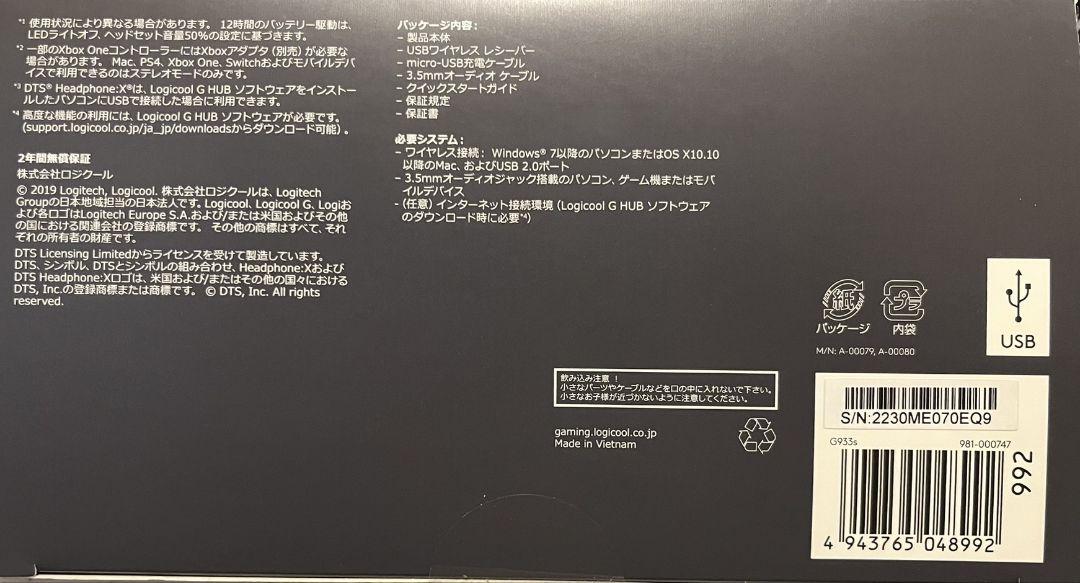 *1 使用状況により異なる場合があります。 12時間のバッテリー駆動は、
LEDライトオフ、ヘッドセット音量50%の設定に基づきます。
*2 一部のXbox OneコントローラーにはXboxアダプタ（別売）が必要な
場合があります。 Mac、PS4、Xbox One、Switchおよびモバイルデバ
イスで利用できるのはステレオモードのみです。
*3 DTS® Headphone:X®は、Logicool G HUB ソフトウェアをインストー
ルしたパソコンにUSBで接続した場合に利用できます。
*4 高度な機能の利用には、Logicool G HUB ソフトウェアが必要です。
(support.logicool.co.jp/ja_jp/downloadsからダウンロード可能）。
2年間無償保証
株式会社ロジクール
© 2019 Logitech, Logicool. 株式会社ロジクールは、Logitech
Groupの日本地域担当の日本法人です。Logicool、Logicool G、Logiお
よび各ロゴはLogitech Europe S.A.および/または米国およびその他
の国における関連会社の登録商標です。 その他の商標はすべて、それ
ぞれの所有者の財産です。
DTS Licensing Limitedからライセンスを受けて製造しています。
DTS、シンボル、DTSとシンボルの組み合わせ、Headphone:Xおよび
DTS Headphone:Xロゴは、米国および/またはその他の国々における
DTS, Inc.の登録商標または商標です。 © DTS, Inc. All rights
reserved.
パッケージ内容:
– 製品本体
– USBワイヤレス レシーバー
– micro-USB充電ケーブル
– 3.5mmオーディオ ケーブル
– クイックスタートガイド
– 保証規定
– 保証書
必要システム:
– ワイヤレス接続： Windows® 7以降のパソコンまたはOS X10.10
以降のMac、およびUSB 2.0ポート
– 3.5mmオーディオジャック搭載のパソコン、ゲーム機またはモバ
イルデバイス
–（任意）インターネット接続環境（Logicool G HUB ソフトウェア
のダウンロード時に必要*4）
紙
プラ
パッケージ
内袋
M/N: A-00079, A-00080
USB
飲み込み注意 ！
小さなパーツやケーブルなどを口の中に入れないで下さい。
小さなお子様が近づかないように注意してください。
gaming.logicool.co.jp
Made in Vietnam
S/N:2230ME070EQ9
G933s
981-000747
992
4 943765 048992